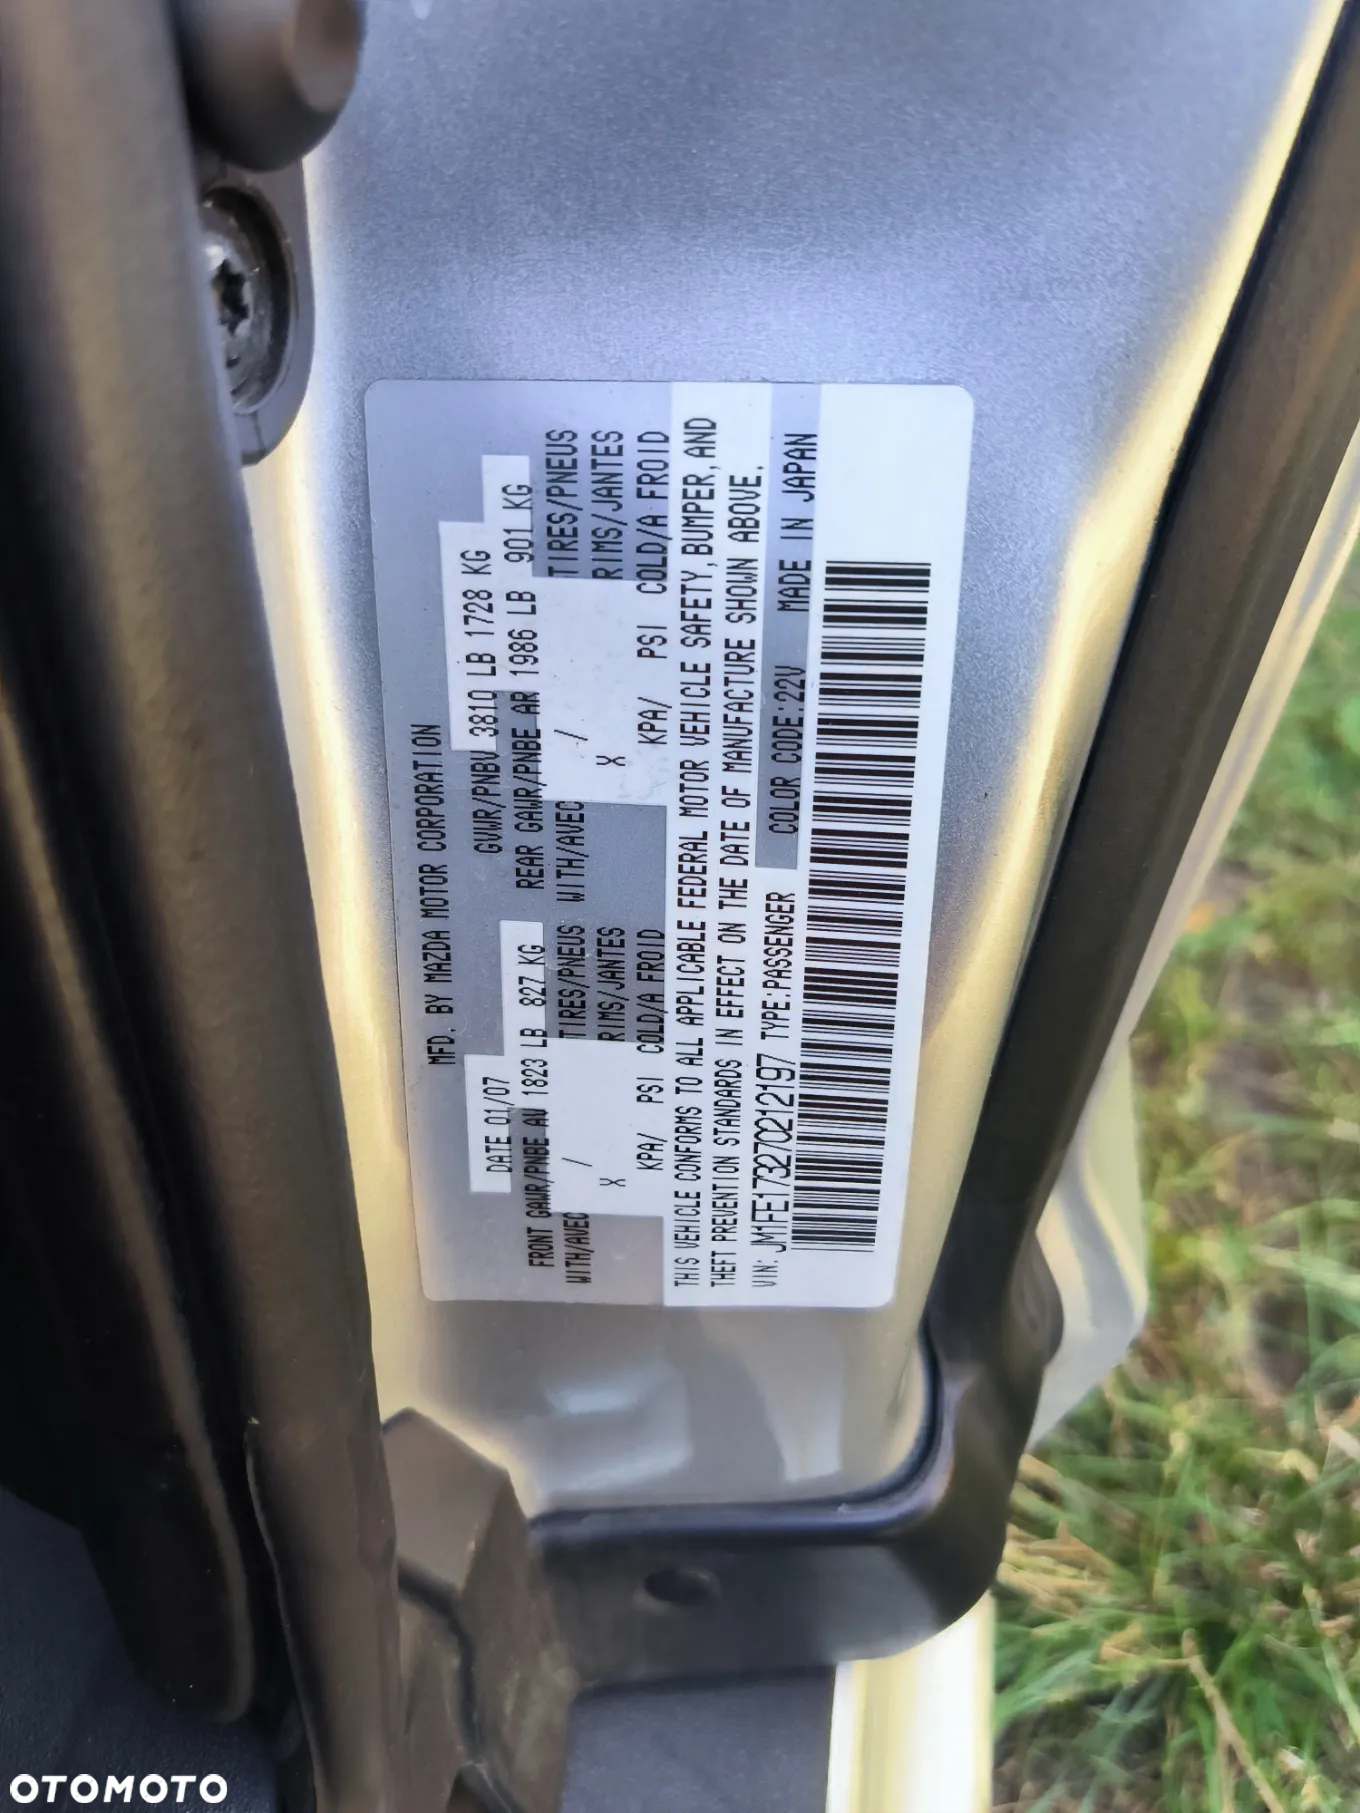 MFD. BY MAZDA MOTOR CORPORATION
DATE 01/07 GVWR/PNBV 3810 LB 1728 KG
FRONT GAWR/PNBE AV 1823 LB 827 KG REAR GAWR/PNBE AR 1986 LB 901 KG
WITH/AVEC / TIRES/PNEUS WITH/AVEC / TIRES/PNEUS
X RIMS/JANTES X RIMS/JANTES
KPA/ PSI COLD/A FROID KPA/ PSI COLD/A FROID
THIS VEHICLE CONFORMS TO ALL APPLICABLE FEDERAL MOTOR VEHICLE SAFETY, BUMPER, AND
THEFT PREVENTION STANDARDS IN EFFECT ON THE DATE OF MANUFACTURE SHOWN ABOVE.
VIN: JM1FE173270212197 TYPE:PASSENGER COLOR CODE:22V MADE IN JAPAN
OTOMOTO